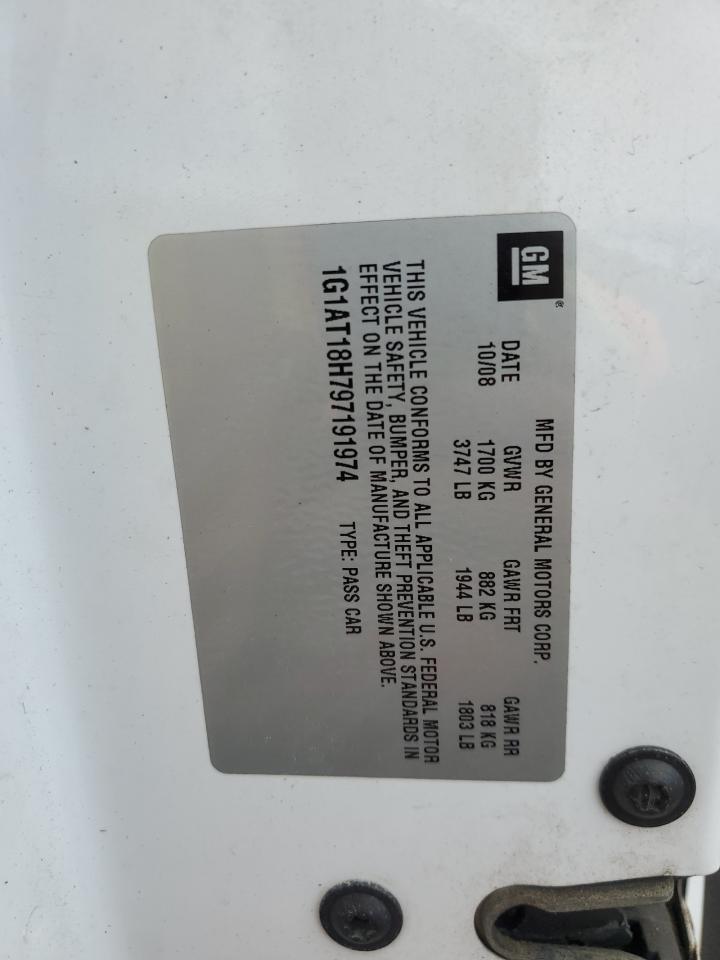 GM ®
MFD BY GENERAL MOTORS CORP.
DATE GVWR GAWR FRT GAWR RR
10/08 1700 KG 882 KG 818 KG
3747 LB 1944 LB 1803 LB
THIS VEHICLE CONFORMS TO ALL APPLICABLE U.S. FEDERAL MOTOR
VEHICLE SAFETY, BUMPER, AND THEFT PREVENTION STANDARDS IN
EFFECT ON THE DATE OF MANUFACTURE SHOWN ABOVE.
1G1AT18H797191974 TYPE: PASS CAR